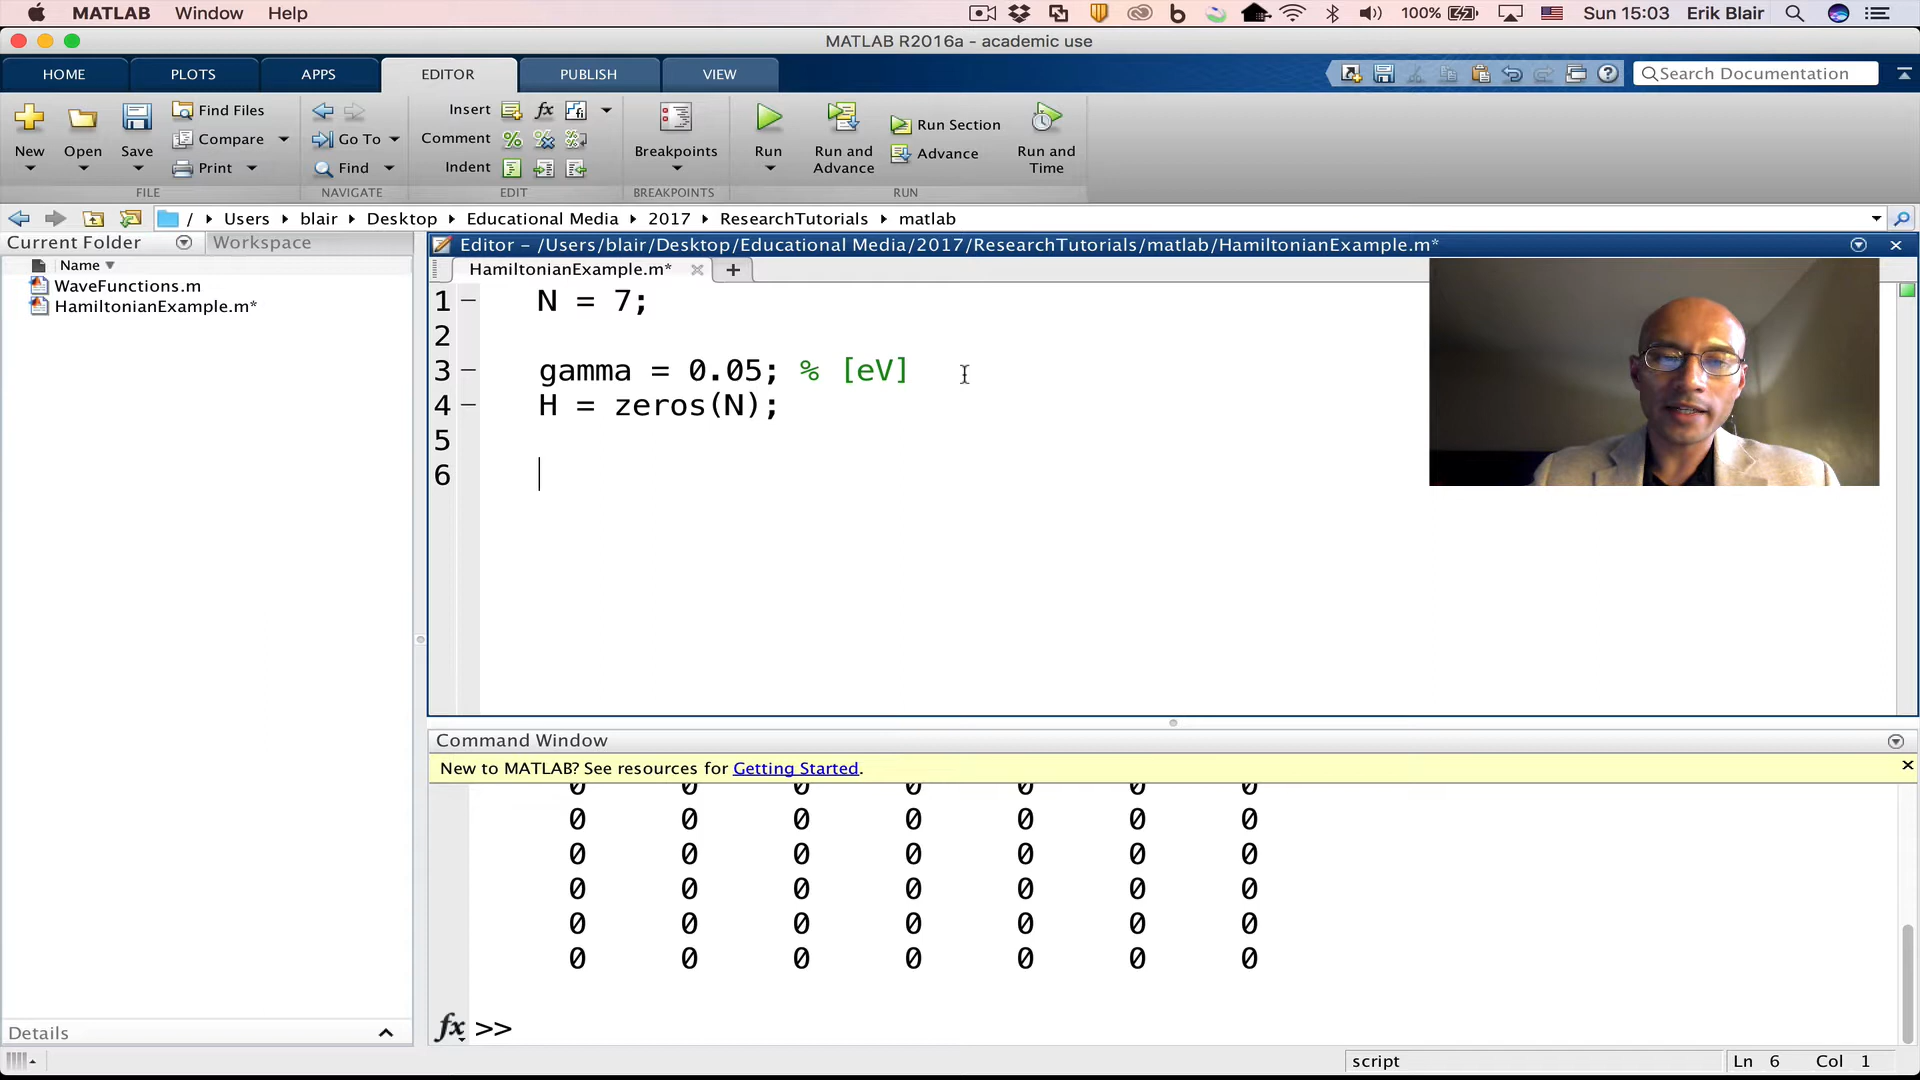 MATLAB Window Help 100% Sun 15:03 Erik Blair
MATLAB R2016a - academic use
HOME PLOTS APPS EDITOR PUBLISH VIEW Search Documentation
New Open Save Find Files Compare Print
Go To Find
Insert fx Comment Indent
Breakpoints Run Run and Advance Run Section Advance Run and Time
FILE NAVIGATE EDIT BREAKPOINTS RUN
/ Users blair Desktop Educational Media 2017 ResearchTutorials matlab
Current Folder Workspace
Name
WaveFunctions.m
HamiltonianExample.m*
Editor – /Users/blair/Desktop/Educational Media/2017/ResearchTutorials/matlab/HamiltonianExample.m*
HamiltonianExample.m* +
1 – N = 7;
2
3 – gamma = 0.05; % [eV]
4 – H = zeros(N);
5
6
Command Window
New to MATLAB? See resources for Getting Started.
0 0 0 0 0 0 0
0 0 0 0 0 0 0
0 0 0 0 0 0 0
0 0 0 0 0 0 0
0 0 0 0 0 0 0
0 0 0 0 0 0 0
fx >>
Details
script Ln 6 Col 1